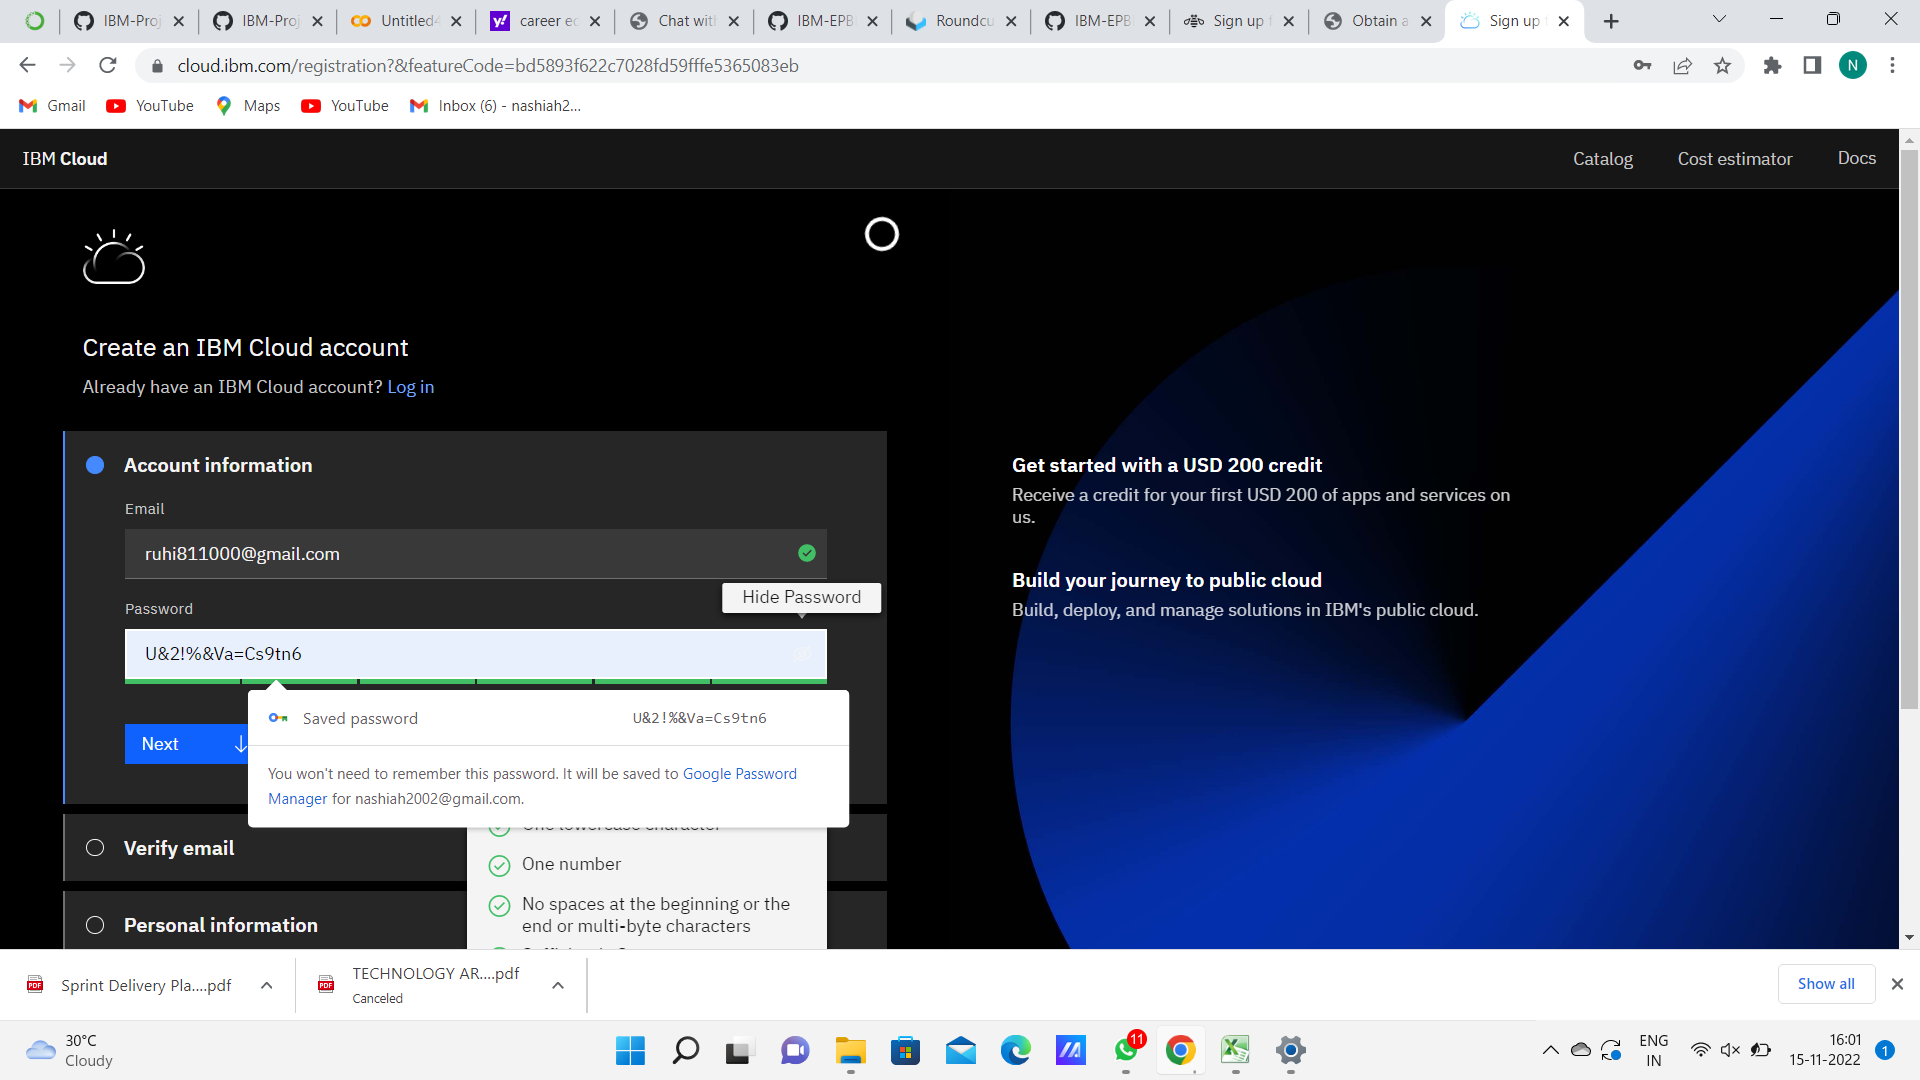 IBM-Proj
IBM-Proj
Untitled4
career ec
Chat with
IBM-EPB
Roundcu
IBM-EPB
Sign up f
Obtain a
Sign up
cloud.ibm.com/registration?&featureCode=bd5893f622c7028fd59fffe5365083eb
N
Gmail
YouTube
Maps
YouTube
Inbox (6) - nashiah2...
IBM Cloud
Catalog
Cost estimator
Docs
Create an IBM Cloud account
Already have an IBM Cloud account? Log in
Account information
Email
ruhi811000@gmail.com
Hide Password
Password
U&2!%&Va=Cs9tn6
Saved password U&2!%&Va=Cs9tn6
Next
You won't need to remember this password. It will be saved to Google Password
Manager for nashiah2002@gmail.com.
One lowercase character
Verify email
One number
No spaces at the beginning or the
end or multi-byte characters
Personal information
Get started with a USD 200 credit
Receive a credit for your first USD 200 of apps and services on
us.
Build your journey to public cloud
Build, deploy, and manage solutions in IBM's public cloud.
Sprint Delivery Pla....pdf
TECHNOLOGY AR....pdf
Canceled
Show all
30°C
Cloudy
11
ENG
IN
16:01
15-11-2022
1